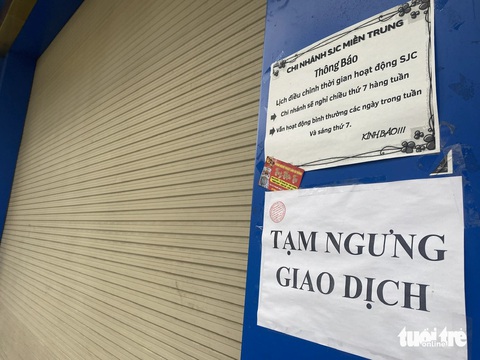 CHI NHÁNH SJC MIỀN TRUNG
Thông Báo
Lịch điều chỉnh thời gian hoạt động SJC
Chi nhánh sẽ nghỉ chiều thứ 7 hàng tuần
Vẫn hoạt động bình thường các ngày trong tuần
Và sáng thứ 7.
KÍNH BÁO!!!
TẠM NGƯNG
GIAO DỊCH
tuổi trẻ
online